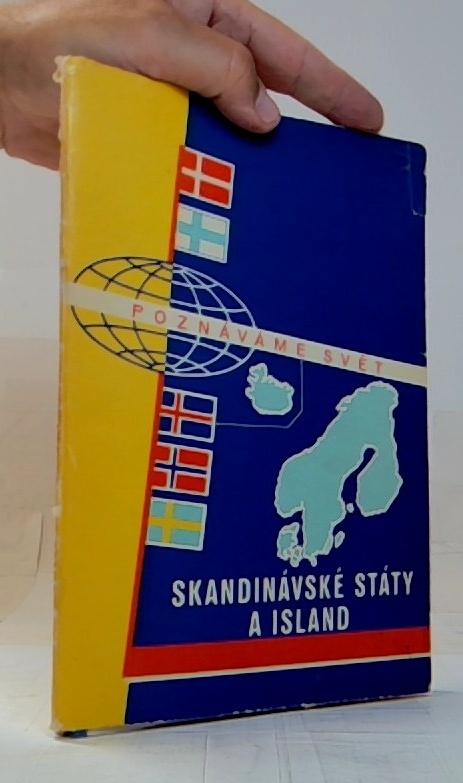 POZNÁVÁME SVĚT
SKANDINÁVSKÉ STÁTY
A ISLAND